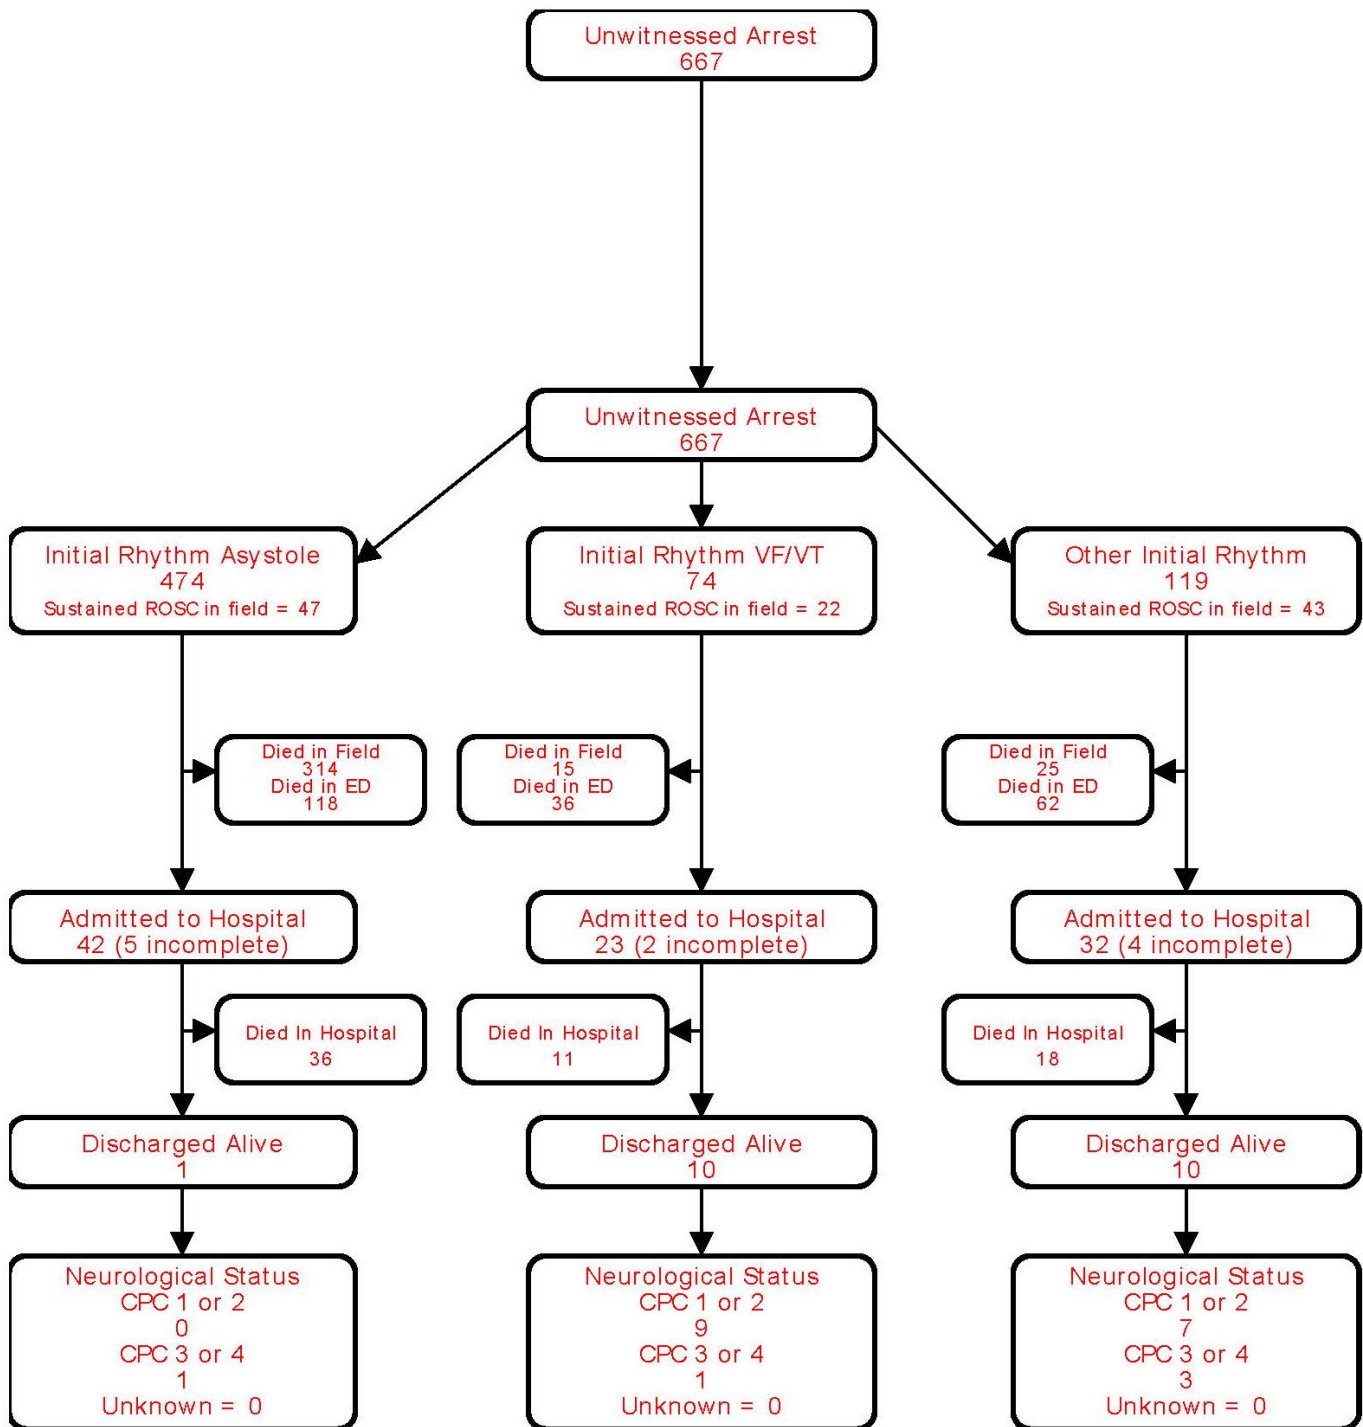 Unwitnessed Arrest
667
Unwitnessed Arrest
667
Initial Rhythm Asystole
474
Sustained ROSC in field = 47
Initial Rhythm VF/VT
74
Sustained ROSC in field = 22
Other Initial Rhythm
119
Sustained ROSC in field = 43
Died in Field
314
Died in ED
118
Died in Field
15
Died in ED
36
Died in Field
25
Died in ED
62
Admitted to Hospital
42 (5 incomplete)
Admitted to Hospital
23 (2 incomplete)
Admitted to Hospital
32 (4 incomplete)
Died In Hospital
36
Died In Hospital
11
Died In Hospital
18
Discharged Alive
1
Discharged Alive
10
Discharged Alive
10
Neurological Status
CPC 1 or 2
0
CPC 3 or 4
1
Unknown = 0
Neurological Status
CPC 1 or 2
9
CPC 3 or 4
1
Unknown = 0
Neurological Status
CPC 1 or 2
7
CPC 3 or 4
3
Unknown = 0